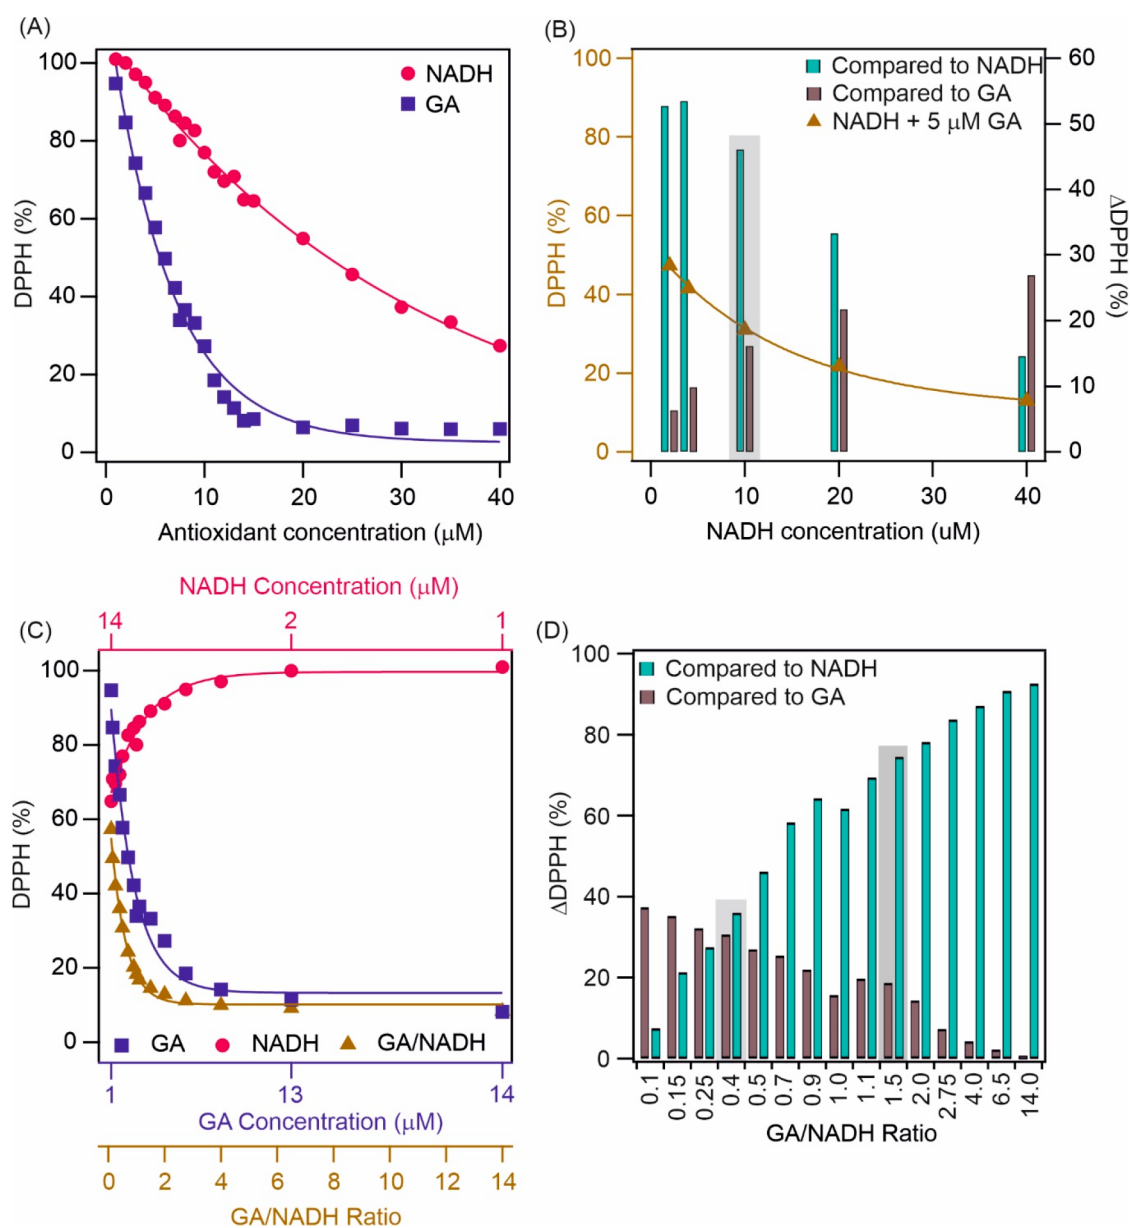 (A)
100
80
60
40
20
0
DPPH (%)
NADH
GA
0 10 20 30 40
Antioxidant concentration (μM)
(B)
100
80
60
40
20
0
DPPH (%)
Compared to NADH
Compared to GA
NADH + 5 μM GA
60
50
40
30
20
10
0
ΔDPPH (%)
0 10 20 30 40
NADH concentration (uM)
NADH Concentration (μM)
14 2 1
(C)
100
80
60
40
20
0
DPPH (%)
GA NADH GA/NADH
1 13 14
GA Concentration (μM)
0 2 4 6 8 10 12 14
GA/NADH Ratio
(D)
100
80
60
40
20
0
ΔDPPH (%)
Compared to NADH
Compared to GA
0.1 0.15 0.25 0.4 0.5 0.7 0.9 1.0 1.1 1.5 2.0 2.75 4.0 6.5 14.0
GA/NADH Ratio